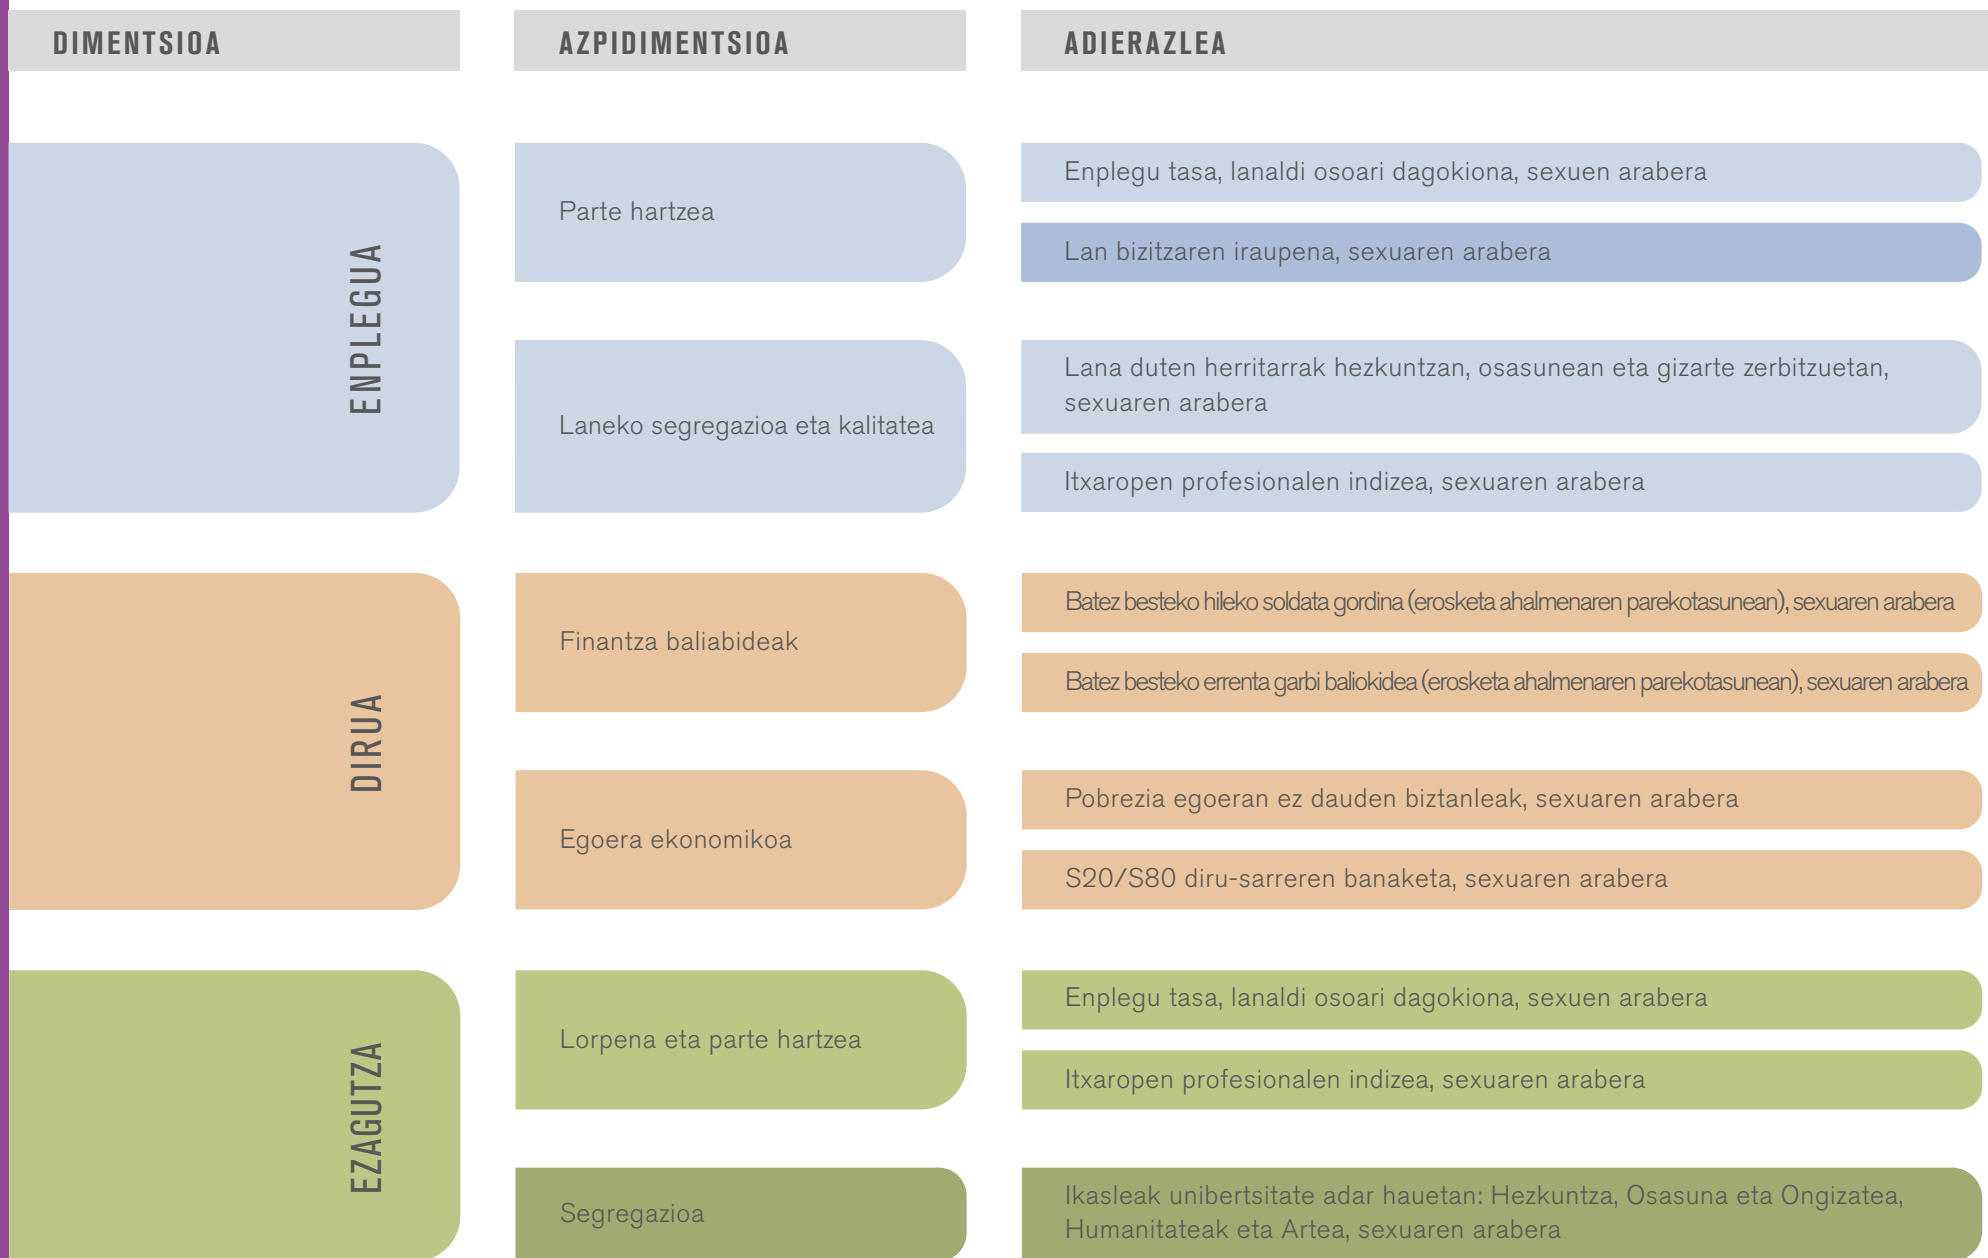 DIMENTSIOA
AZPIDIMENTSIOA
ADIERAZLEA
ENPLEGUA
Parte hartzea
Enplegu tasa, lanaldi osoari dagokiona, sexuen arabera
Lan bizitzaren iraupena, sexuaren arabera
Laneko segregazioa eta kalitatea
Lana duten herritarrak hezkuntzan, osasunean eta gizarte zerbitzuetan,
sexuaren arabera
Itxaropen profesionalen indizea, sexuaren arabera
DIRUA
Finantza baliabideak
Batez besteko hileko soldata gordina (erosketa ahalmenaren parekotasunean), sexuaren arabera
Batez besteko errenta garbi baliokidea (erosketa ahalmenaren parekotasunean), sexuaren arabera
Egoera ekonomikoa
Pobrezia egoeran ez dauden biztanleak, sexuaren arabera
S20/S80 diru-sarreren banaketa, sexuaren arabera
EZAGUTZA
Lorpena eta parte hartzea
Enplegu tasa, lanaldi osoari dagokiona, sexuen arabera
Itxaropen profesionalen indizea, sexuaren arabera
Segregazioa
Ikasleak unibertsitate adar hauetan: Hezkuntza, Osasuna eta Ongizatea,
Humanitateak eta Artea, sexuaren arabera